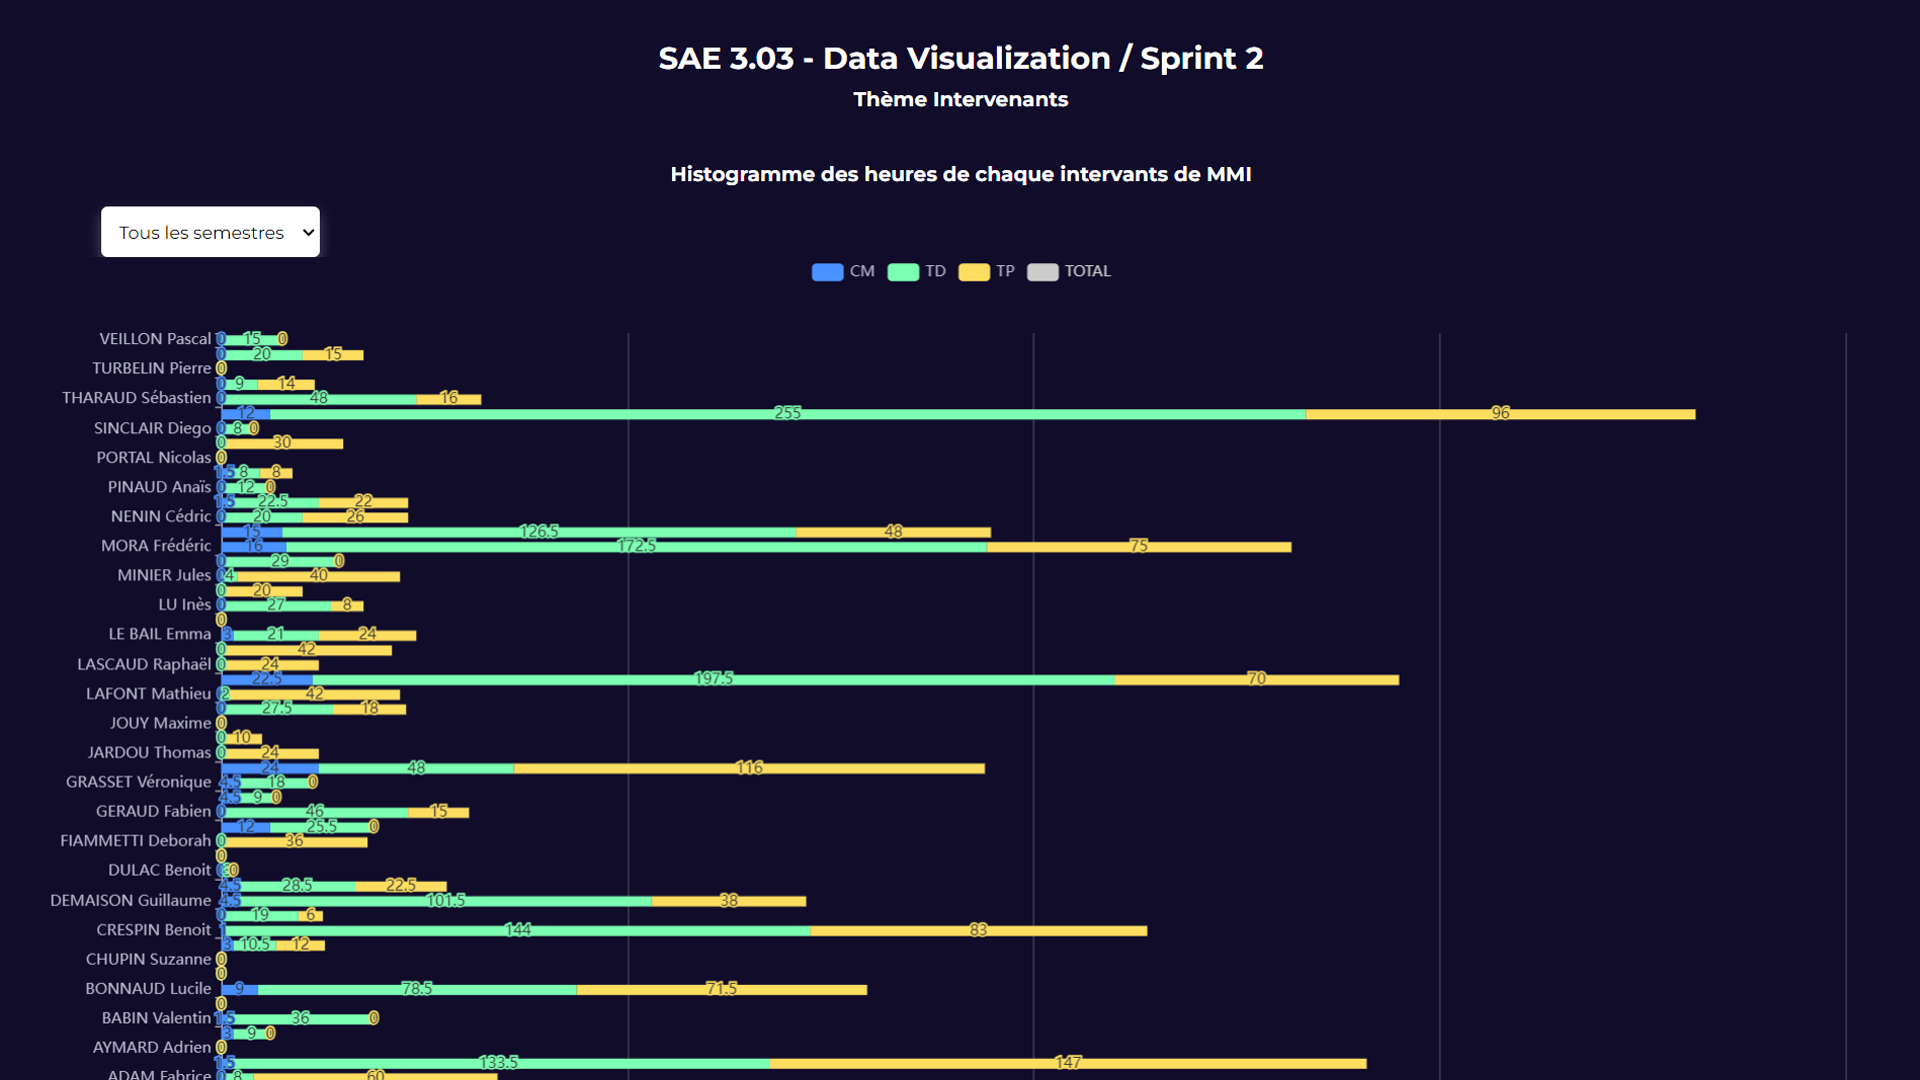 SAE 3.03 - Data Visualization / Sprint 2
Thème Intervenants
Histogramme des heures de chaque intervants de MMI
Tous les semestres
CM TD TP TOTAL
VEILLON Pascal 0 15 0
0 20 15
TURBELIN Pierre 0
0 9 14
THARAUD Sébastien 0 48 16
12 255 96
SINCLAIR Diego 0 8 0
0 30
PORTAL Nicolas 0
1.5 8 8
PINAUD Anaïs 0 12 0
1.5 22.5 22
NENIN Cédric 0 20 26
15 126.5 48
MORA Frédéric 16 172.5 75
0 29 0
MINIER Jules 0 4 40
0 20
LU Inès 0 27 8
0
LE BAIL Emma 3 21 24
0 42
LASCAUD Raphaël 0 24
22.5 197.5 70
LAFONT Mathieu 2 42
0 27.5 18
JOUY Maxime 0
0 10
JARDOU Thomas 0 24
24 48 116
GRASSET Véronique 4.5 18 0
4.5 9 0
GERAUD Fabien 0 46 15
12 25.5 0
FIAMMETTI Deborah 0 36
0
DULAC Benoit 0
4.5 28.5 22.5
DEMAISON Guillaume 4.5 101.5 38
0 19 6
CRESPIN Benoit 144 83
3 10.5 12
CHUPIN Suzanne 0
0
BONNAUD Lucile 9 78.5 71.5
0
BABIN Valentin 1.5 36 0
3 9 0
AYMARD Adrien 0
1.5 133.5 147
ADAM Fabrice 0 8 60